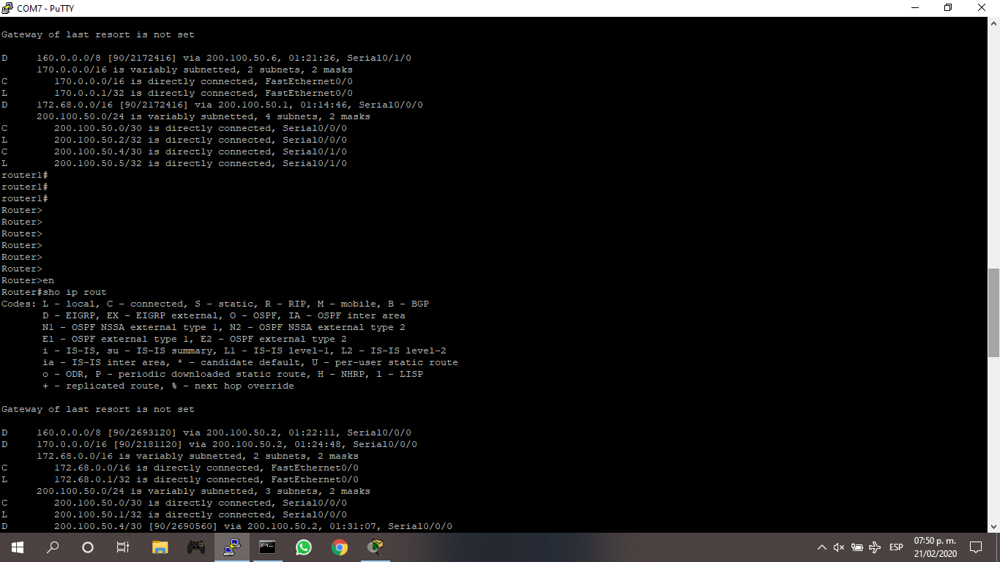 COM7 - PuTTY
Gateway of last resort is not set
D     160.0.0.0/8 [90/2172416] via 200.100.50.6, 01:21:26, Serial0/1/0
      170.0.0.0/16 is variably subnetted, 2 subnets, 2 masks
C        170.0.0.0/16 is directly connected, FastEthernet0/0
L        170.0.0.1/32 is directly connected, FastEthernet0/0
D     172.68.0.0/16 [90/2172416] via 200.100.50.1, 01:14:46, Serial0/0/0
      200.100.50.0/24 is variably subnetted, 4 subnets, 2 masks
C        200.100.50.0/30 is directly connected, Serial0/0/0
L        200.100.50.2/32 is directly connected, Serial0/0/0
C        200.100.50.4/30 is directly connected, Serial0/1/0
L        200.100.50.5/32 is directly connected, Serial0/1/0
router1#
router1#
router1#
Router>
Router>
Router>
Router>
Router>
Router>
Router>en
Router#sho ip rout
Codes: L - local, C - connected, S - static, R - RIP, M - mobile, B - BGP
       D - EIGRP, EX - EIGRP external, O - OSPF, IA - OSPF inter area
       N1 - OSPF NSSA external type 1, N2 - OSPF NSSA external type 2
       E1 - OSPF external type 1, E2 - OSPF external type 2
       i - IS-IS, su - IS-IS summary, L1 - IS-IS level-1, L2 - IS-IS level-2
       ia - IS-IS inter area, * - candidate default, U - per-user static route
       o - ODR, P - periodic downloaded static route, H - NHRP, l - LISP
       + - replicated route, % - next hop override
Gateway of last resort is not set
D     160.0.0.0/8 [90/2693120] via 200.100.50.2, 01:22:11, Serial0/0/0
D     170.0.0.0/16 [90/2181120] via 200.100.50.2, 01:24:48, Serial0/0/0
      172.68.0.0/16 is variably subnetted, 2 subnets, 2 masks
C        172.68.0.0/16 is directly connected, FastEthernet0/0
L        172.68.0.1/32 is directly connected, FastEthernet0/0
      200.100.50.0/24 is variably subnetted, 3 subnets, 2 masks
C        200.100.50.0/30 is directly connected, Serial0/0/0
L        200.100.50.1/32 is directly connected, Serial0/0/0
D        200.100.50.4/30 [90/2690560] via 200.100.50.2, 01:31:07, Serial0/0/0
ESP
07:50 p. m.
21/02/2020